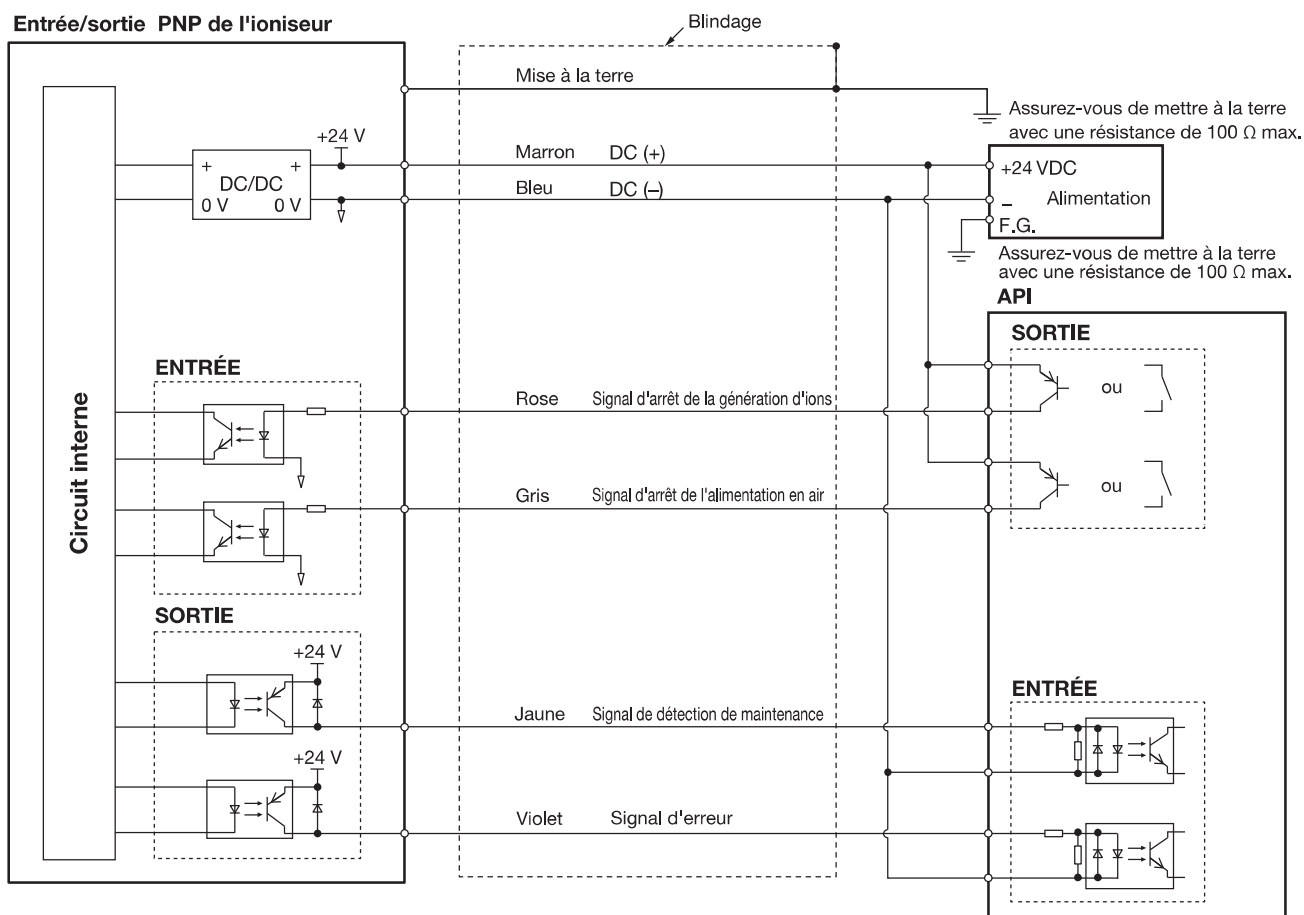 Entrée/sortie PNP de l'ioniseur
Blindage
Mise à la terre
Assurez-vous de mettre à la terre
avec une résistance de 100 Ω max.
+24 V
Marron DC (+)
+ +
DC/DC
0 V 0 V
Bleu DC (–)
+24 VDC
– Alimentation
F.G.
Assurez-vous de mettre à la terre
avec une résistance de 100 Ω max.
API
SORTIE
ENTRÉE
Circuit interne
Rose Signal d'arrêt de la génération d'ions
ou
Gris Signal d'arrêt de l'alimentation en air
ou
SORTIE
+24 V
ENTRÉE
Jaune Signal de détection de maintenance
+24 V
Violet Signal d'erreur